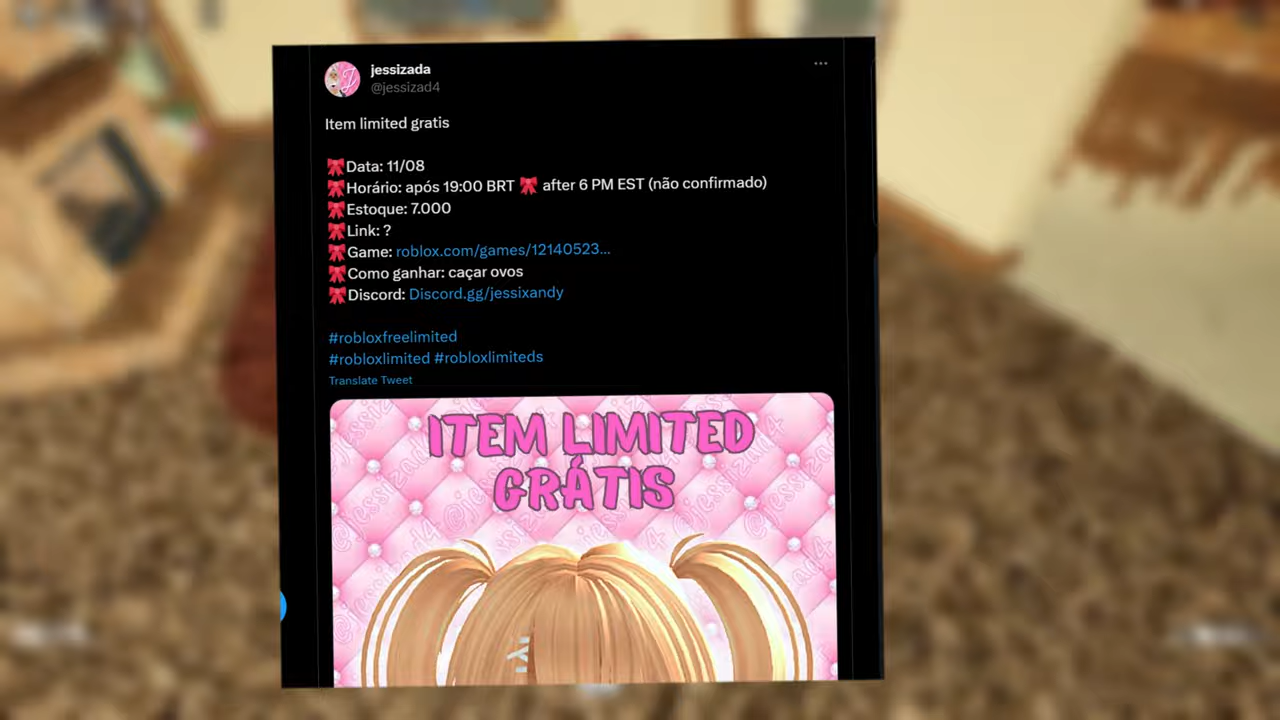 jessizada
@jessizad4
Item limited gratis
🎀Data: 11/08
🎀Horário: após 19:00 BRT 🎀 after 6 PM EST (não confirmado)
🎀Estoque: 7.000
🎀Link: ?
🎀Game: roblox.com/games/12140523...
🎀Como ganhar: caçar ovos
🎀Discord: Discord.gg/jessixandy
#robloxfreelimited
#robloxlimited #robloxlimiteds
Translate Tweet
ITEM LIMITED
GRÁTIS
@jessizad4